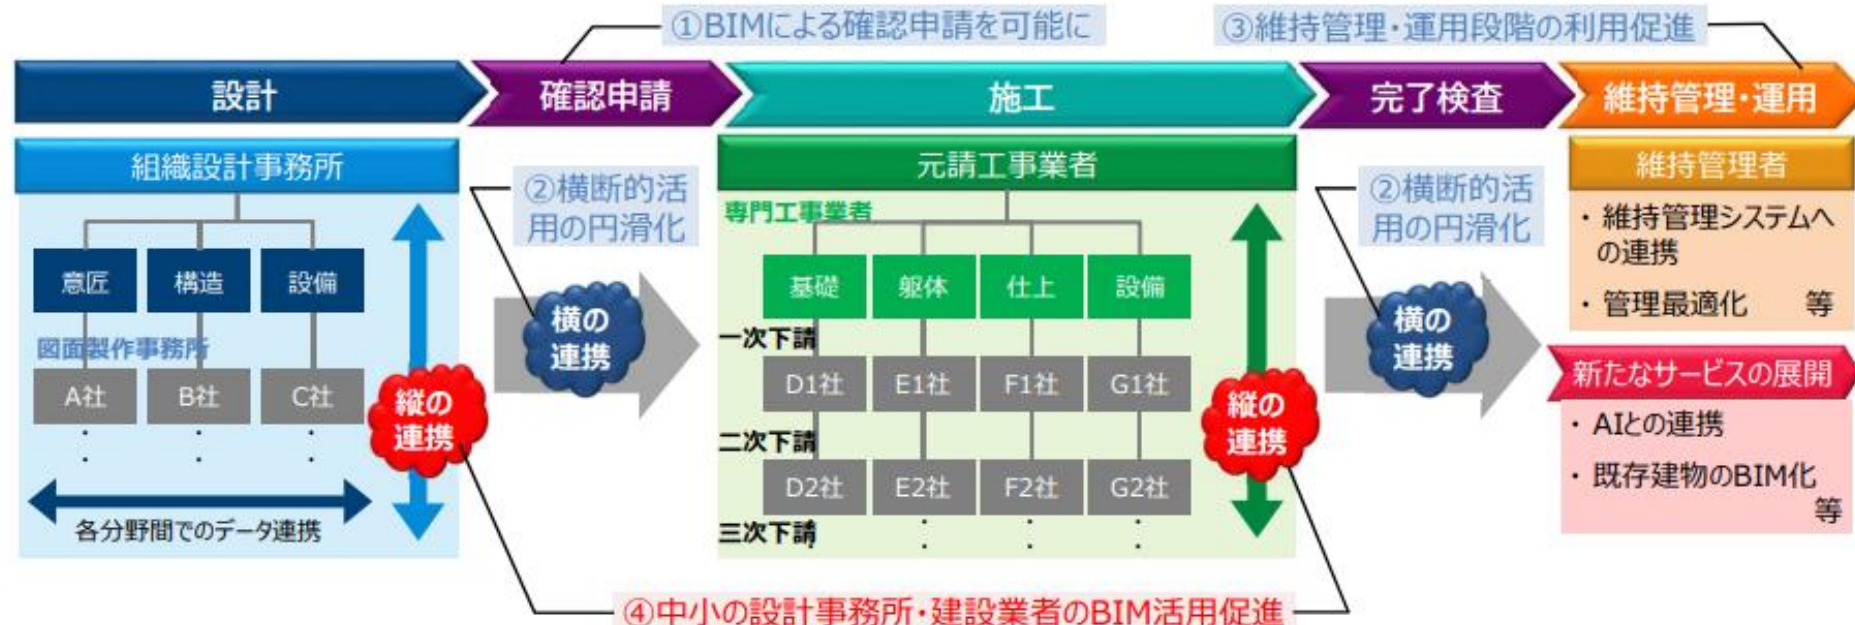 ①BIMによる確認申請を可能に
③維持管理・運用段階の利用促進
設計
確認申請
施工
完了検査
維持管理・運用
組織設計事務所
意匠
構造
設備
図面製作事務所
A社
B社
C社
・
・
・
・
・
・
各分野間でのデータ連携
縦の
連携
②横断的活
用の円滑化
横の
連携
元請工事業者
専門工事業者
基礎
躯体
仕上
設備
一次下請
D1社
E1社
F1社
G1社
二次下請
D2社
E2社
F2社
G2社
三次下請
・
・
・
・
・
・
・
縦の
連携
②横断的活
用の円滑化
横の
連携
維持管理者
・維持管理システムへ
の連携
・管理最適化 等
新たなサービスの展開
・AIとの連携
・既存建物のBIM化
等
④中小の設計事務所・建設業者のBIM活用促進